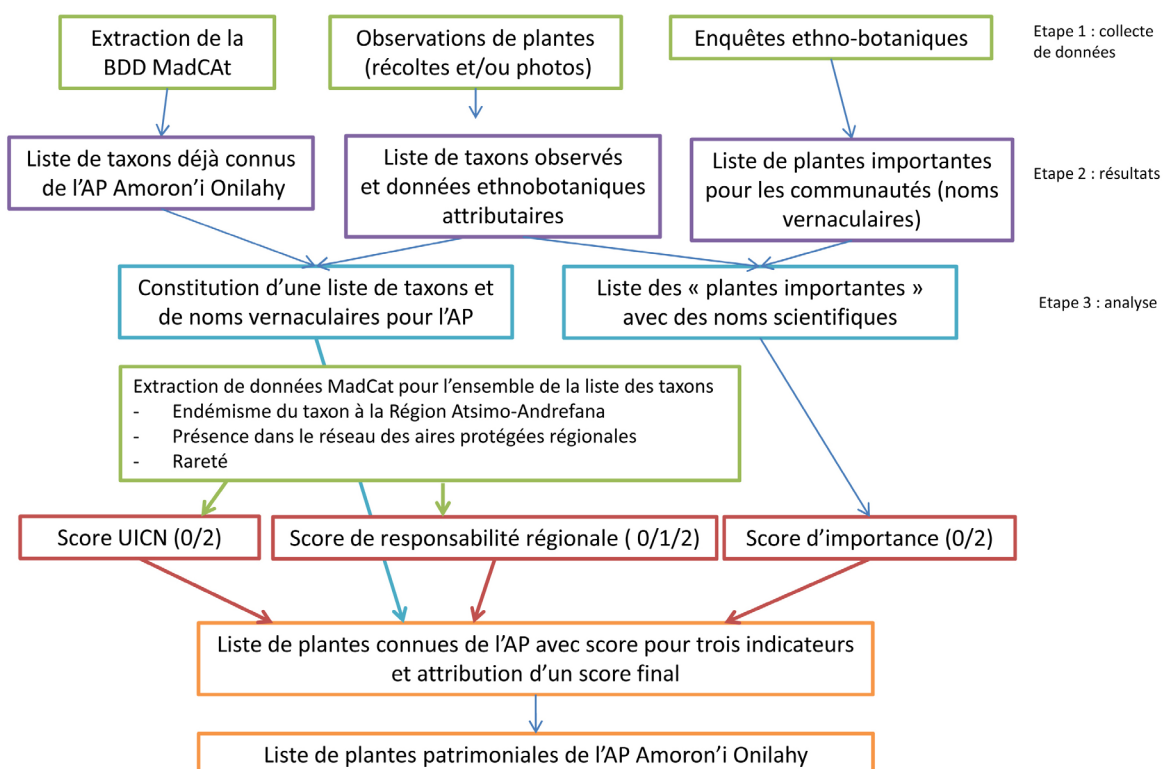 Extraction de la
BDD MadCAt
Observations de plantes
(récoltes et/ou photos)
Enquêtes ethno-botaniques
Etape 1 : collecte
de données
Liste de taxons déjà connus
de l’AP Amoron’i Onilahy
Liste de taxons observés
et données ethnobotaniques
attributaires
Liste de plantes importantes
pour les communautés (noms
vernaculaires)
Etape 2 : résultats
Constitution d’une liste de taxons et
de noms vernaculaires pour l’AP
Liste des « plantes importantes »
avec des noms scientifiques
Etape 3 : analyse
Extraction de données MadCat pour l’ensemble de la liste des taxons
- Endémisme du taxon à la Région Atsimo-Andrefana
- Présence dans le réseau des aires protégées régionales
- Rareté
Score UICN (0/2)
Score de responsabilité régionale ( 0/1/2)
Score d’importance (0/2)
Liste de plantes connues de l’AP avec score pour trois indicateurs
et attribution d’un score final
Liste de plantes patrimoniales de l’AP Amoron’i Onilahy